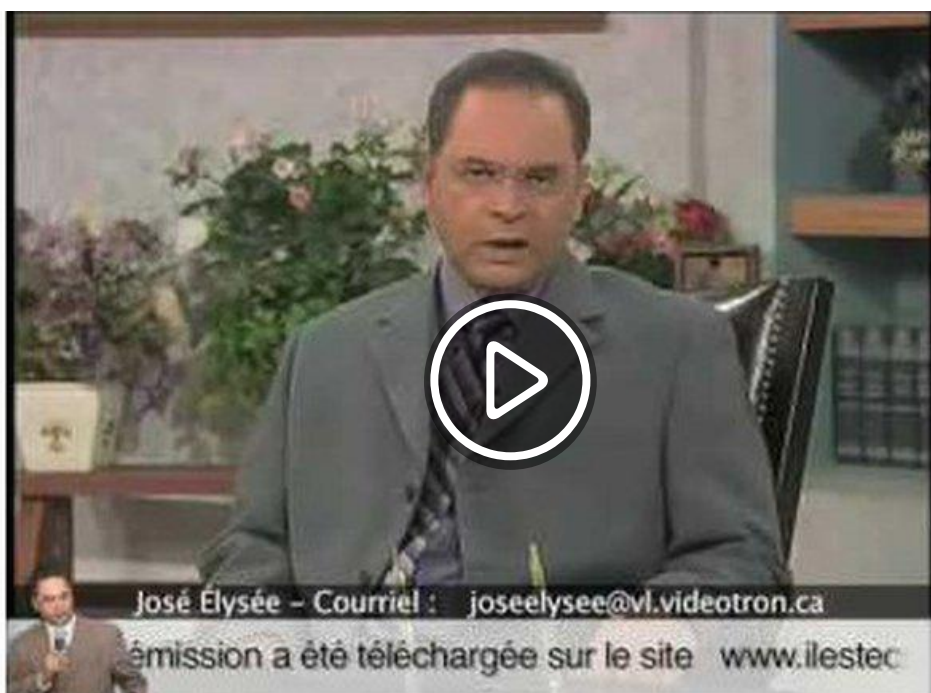 José Élysée – Courriel : joseelysee@vl.videotron.ca
émission a été téléchargée sur le site www.ilestec